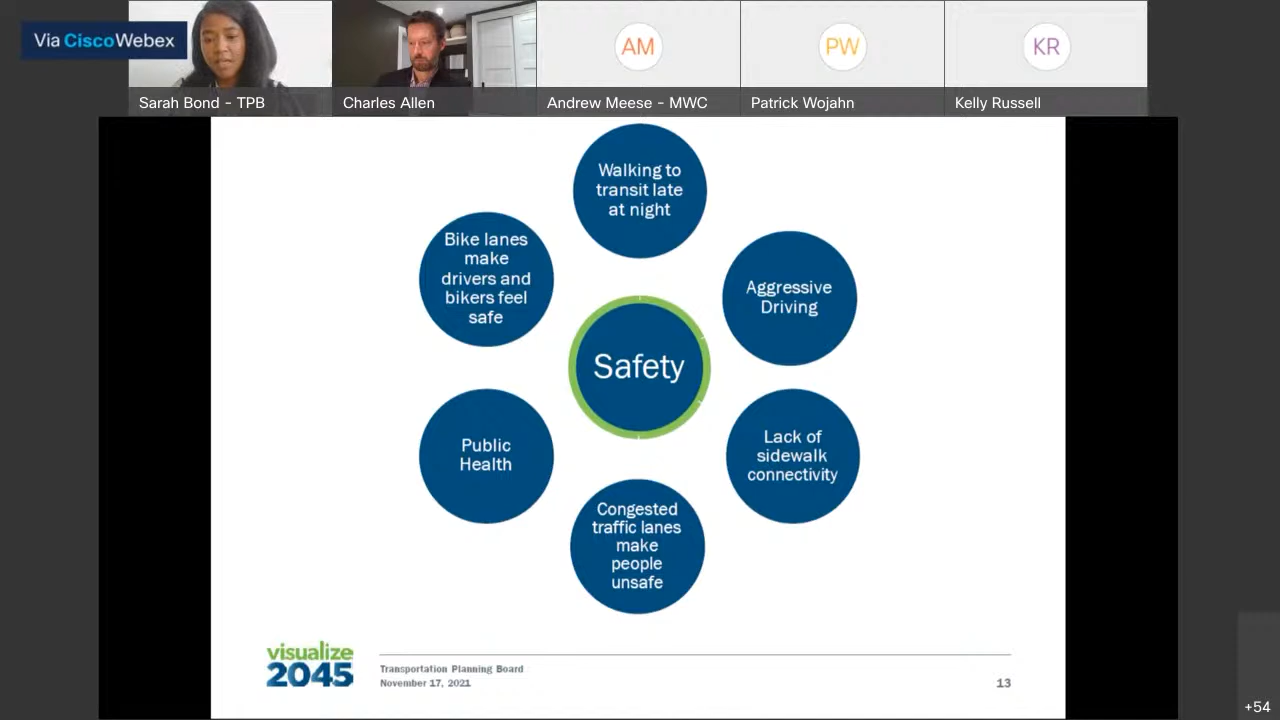 Via Cisco Webex
AM
PW
KR
Sarah Bond - TPB
Charles Allen
Andrew Meese - MWC
Patrick Wojahn
Kelly Russell
Walking to
transit late
at night
Bike lanes
make
drivers and
bikers feel
safe
Aggressive
Driving
Safety
Public
Health
Lack of
sidewalk
connectivity
Congested
traffic lanes
make
people
unsafe
visualize
2045
Transportation Planning Board
November 17, 2021
13
+54